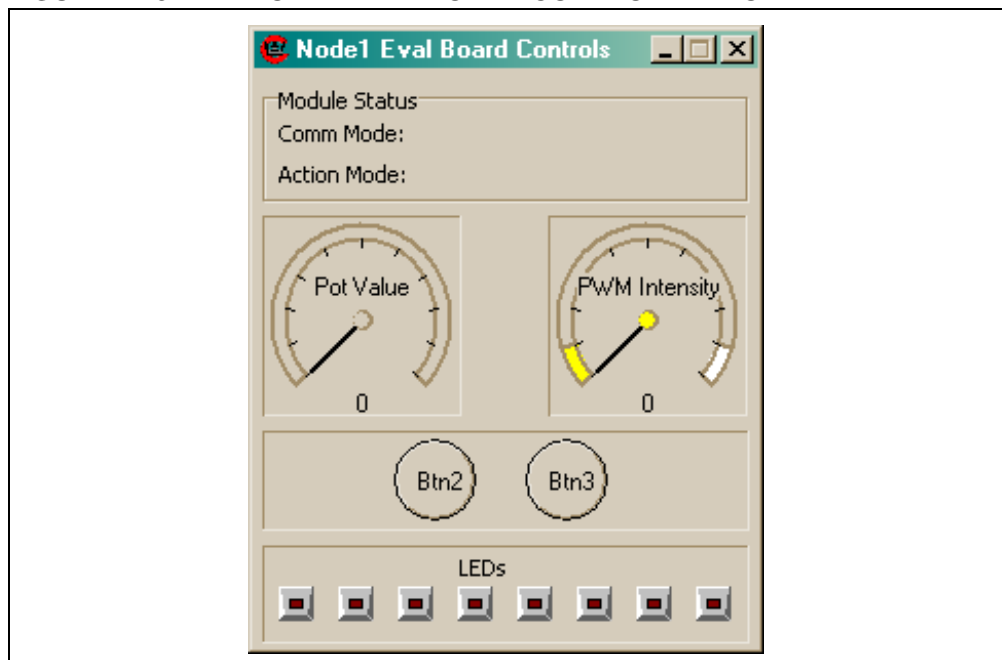 Node1 Eval Board Controls
Module Status
Comm Mode:
Action Mode:
Pot Value
PWM Intensity
0
0
Btn2
Btn3
LEDs